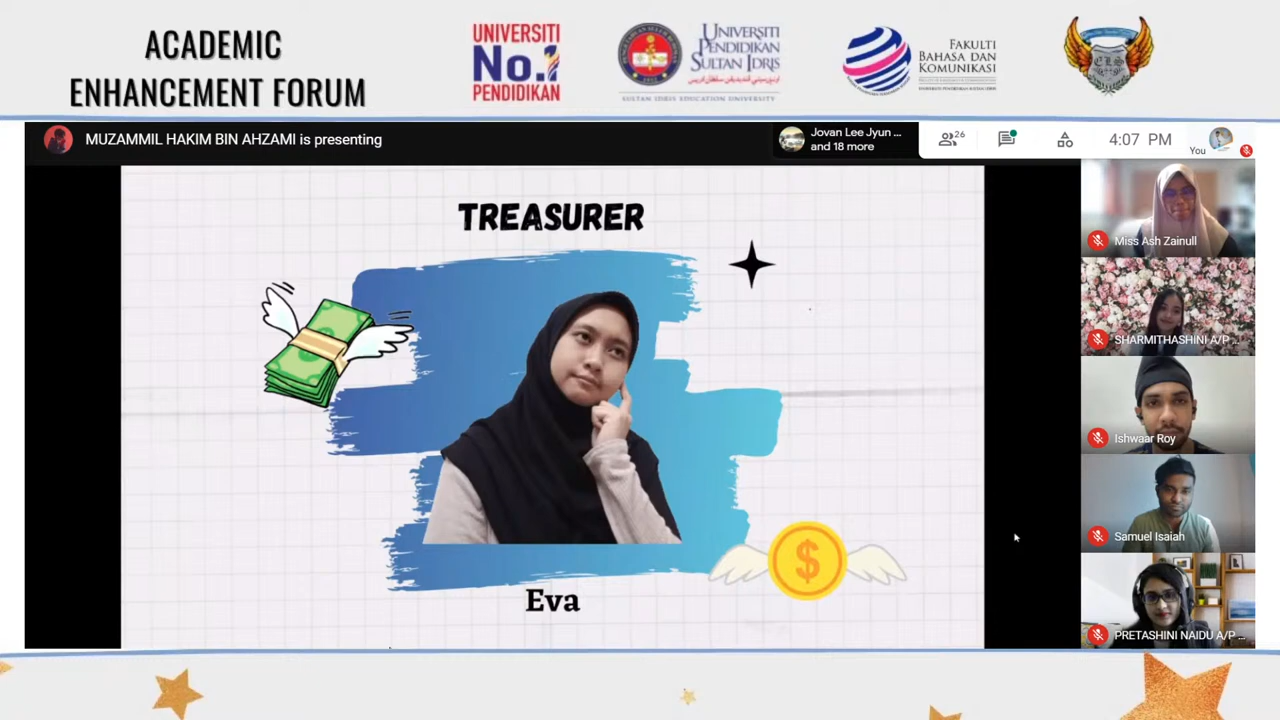 ACADEMIC
ENHANCEMENT FORUM
UNIVERSITI
No.1
PENDIDIKAN
UNIVERSITI
PENDIDIKAN
SULTAN IDRIS
SULTAN IDRIS EDUCATION UNIVERSITY
FAKULTI
BAHASA DAN
KOMUNIKASI
ELS
MUZAMMIL HAKIM BIN AHZAMI is presenting
Jovan Lee Jyun ...
and 18 more
26
4:07 PM
You
TREASURER
$
Eva
Miss Ash Zainull
SHARMITHASHINI A/P ...
Ishwaar Roy
Samuel Isaiah
PRETASHINI NAIDU A/P ...